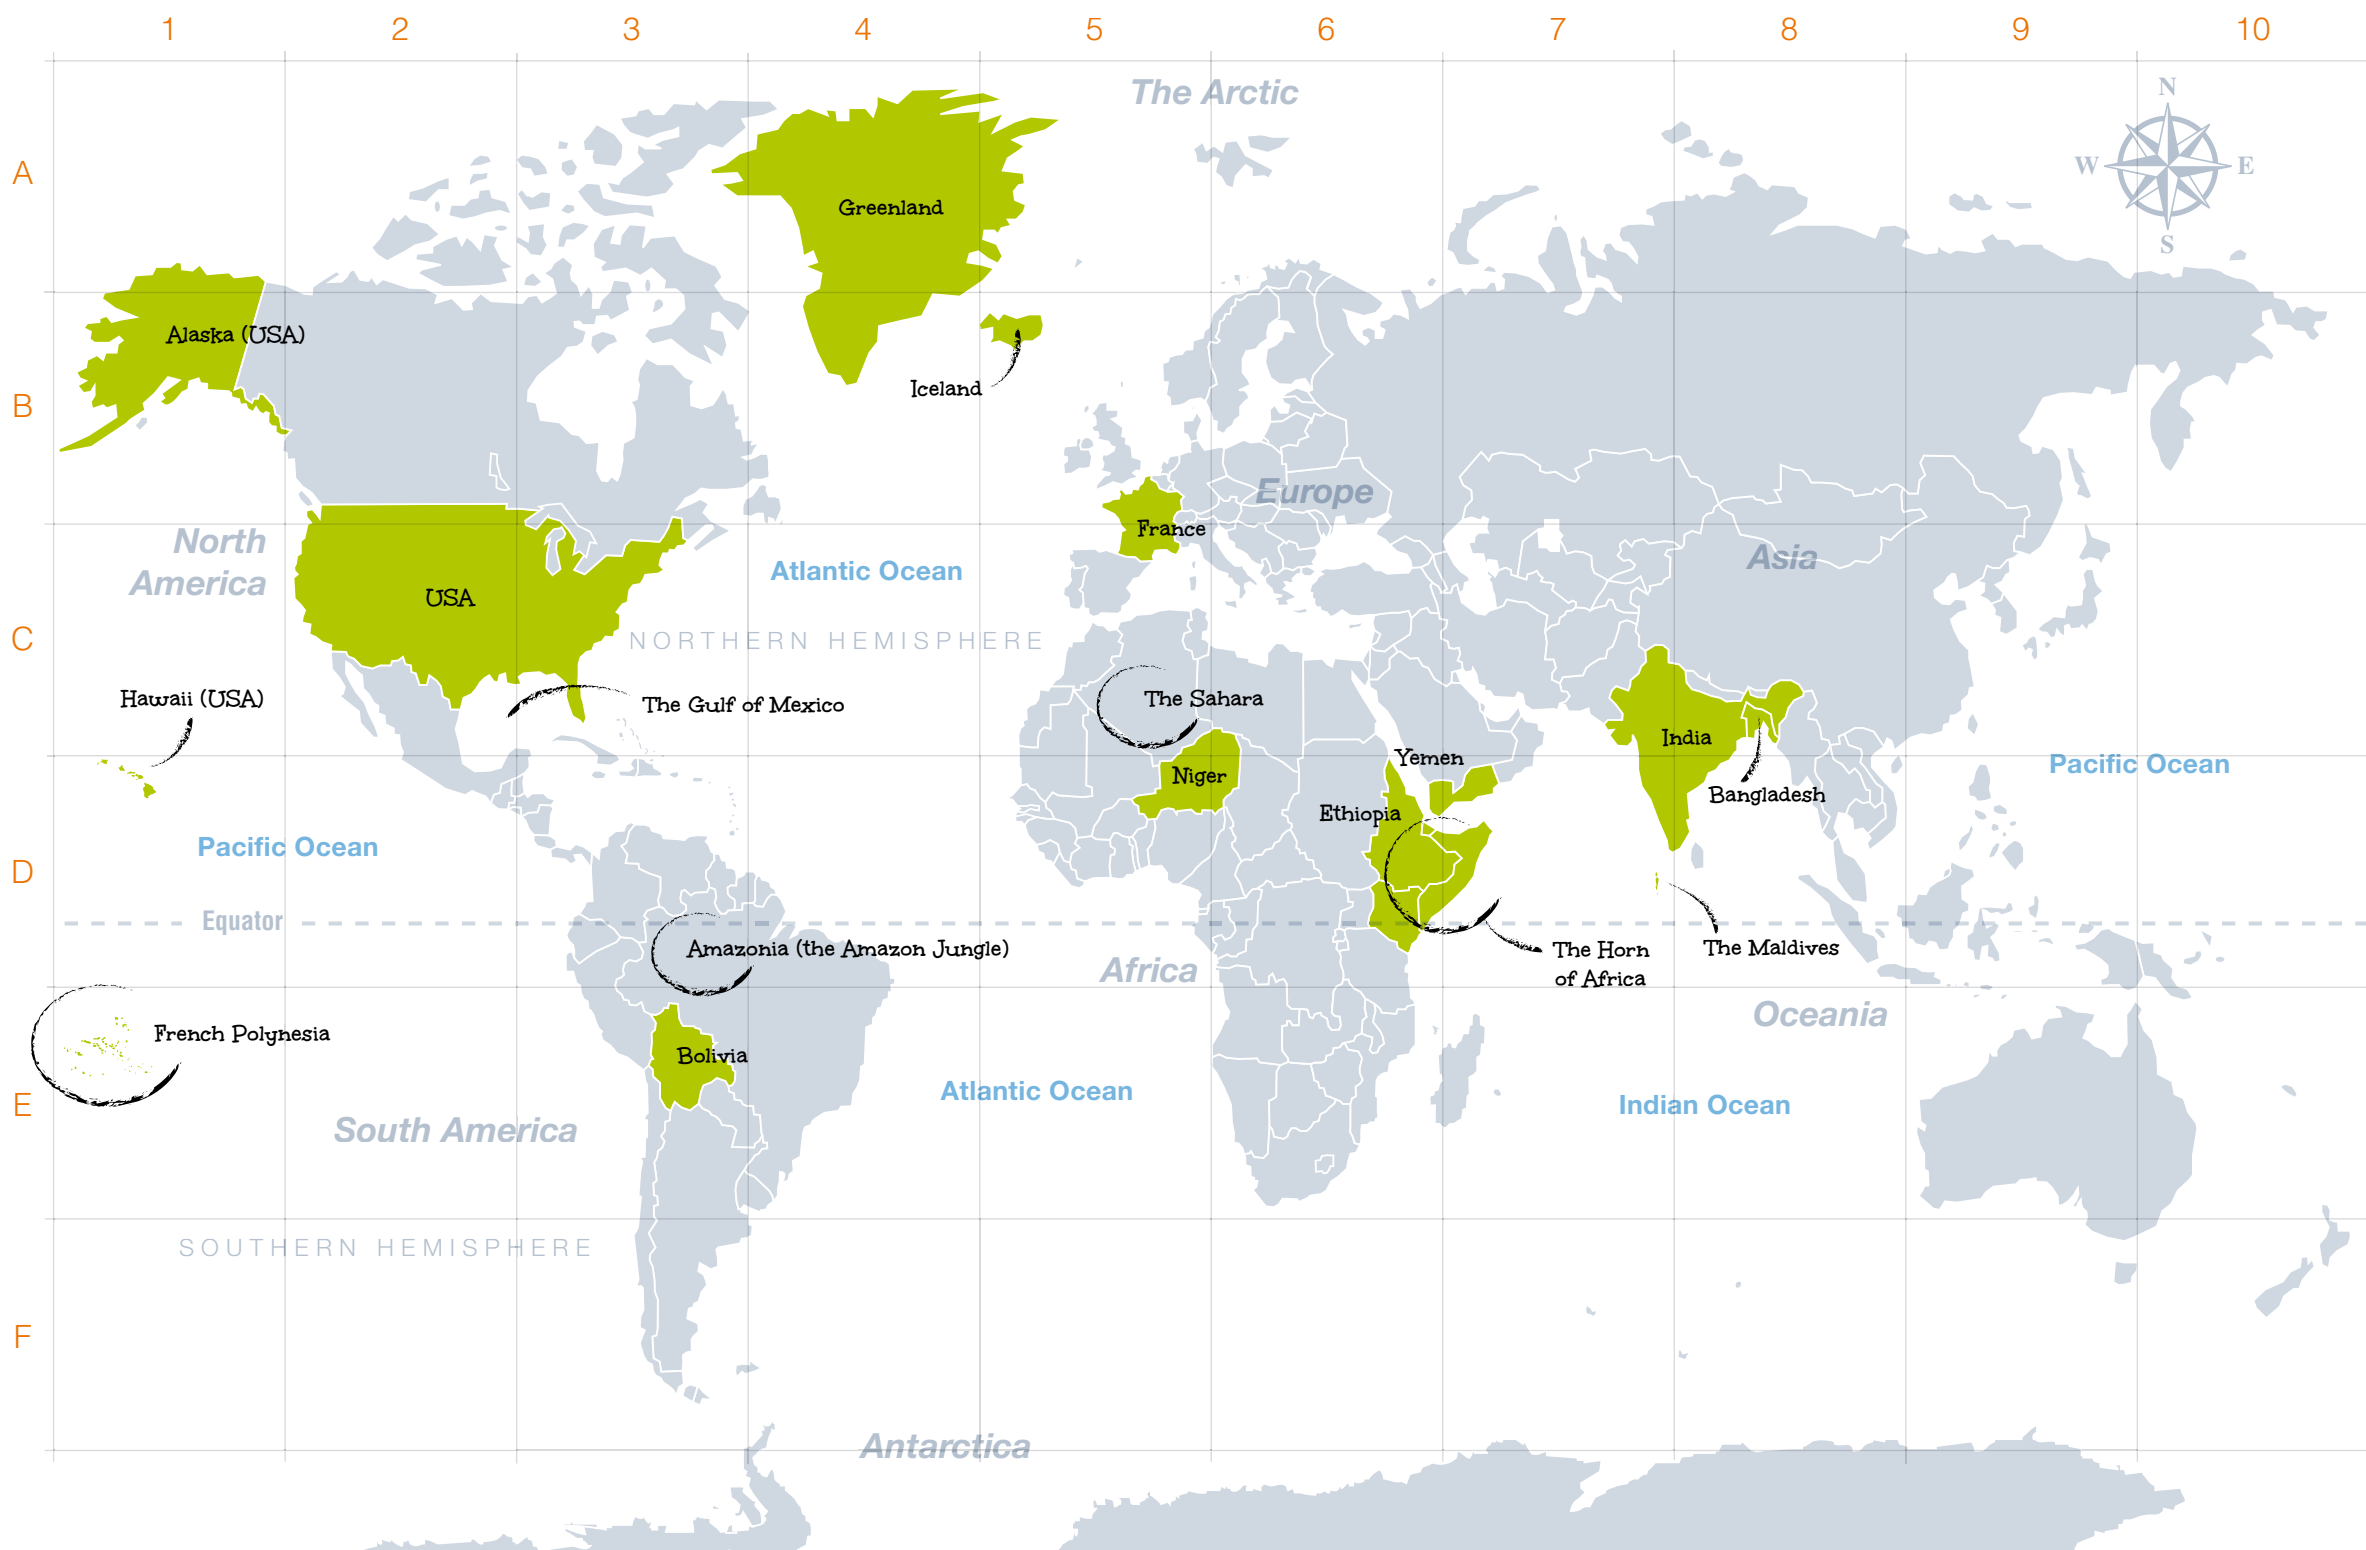 1 2 3 4 5 6 7 8 9 10
The Arctic
N
A
W E
Greenland
S
Alaska (USA)
Iceland
B
Europe
France
North
America
Atlantic Ocean
Asia
USA
C
NORTHERN HEMISPHERE
Hawaii (USA)
The Gulf of Mexico
The Sahara
India
Yemen
Pacific Ocean
Niger
Bangladesh
Ethiopia
Pacific Ocean
D
Equator
Amazonia (the Amazon Jungle)
The Horn
of Africa
The Maldives
Africa
Oceania
French Polynesia
Bolivia
Atlantic Ocean
E
Indian Ocean
South America
SOUTHERN HEMISPHERE
F
Antarctica